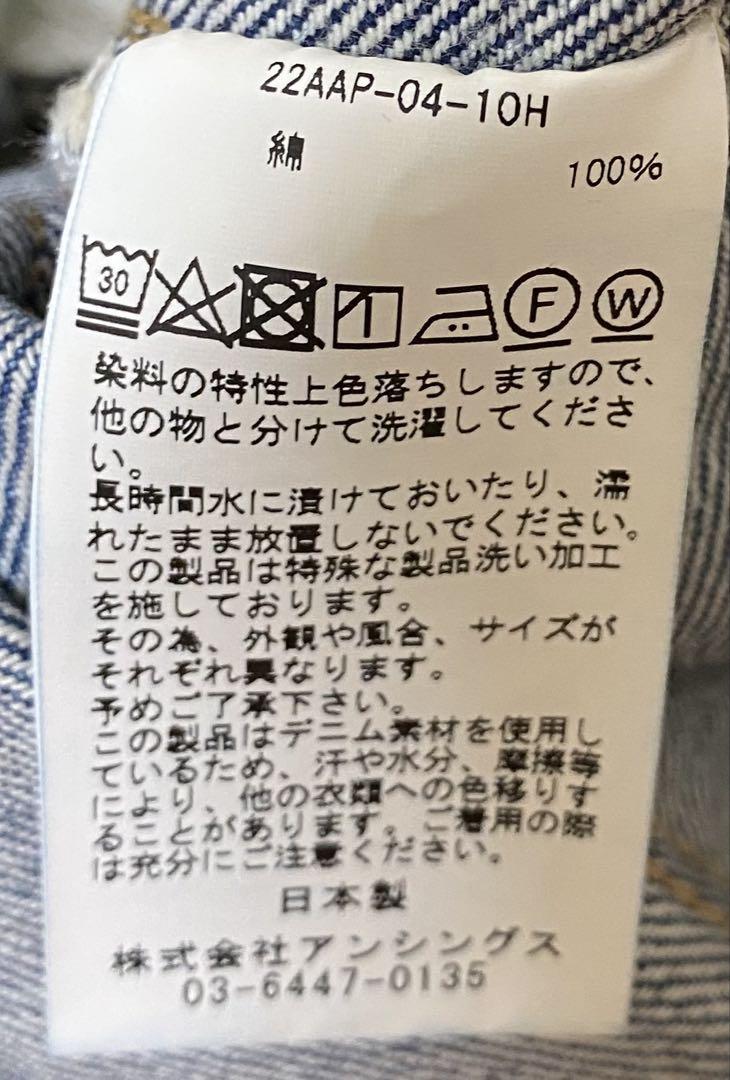 22AAP-04-10H
綿 100%
30 F W
染料の特性上色落ちしますので、
他の物と分けて洗濯してくださ
い。
長時間水に漬けておいたり、濡
れたまま放置しないでください。
この製品は特殊な製品洗い加工
を施しております。
その為、外観や風合、サイズが
それぞれ異なります。
予めご了承下さい。
この製品はデニム素材を使用し
ているため、汗や水分、摩擦等
により、他の衣類への色移りす
ることがあります。ご着用の際
は充分にご注意ください。
日本製
株式会社アンシングス
03-6447-0135